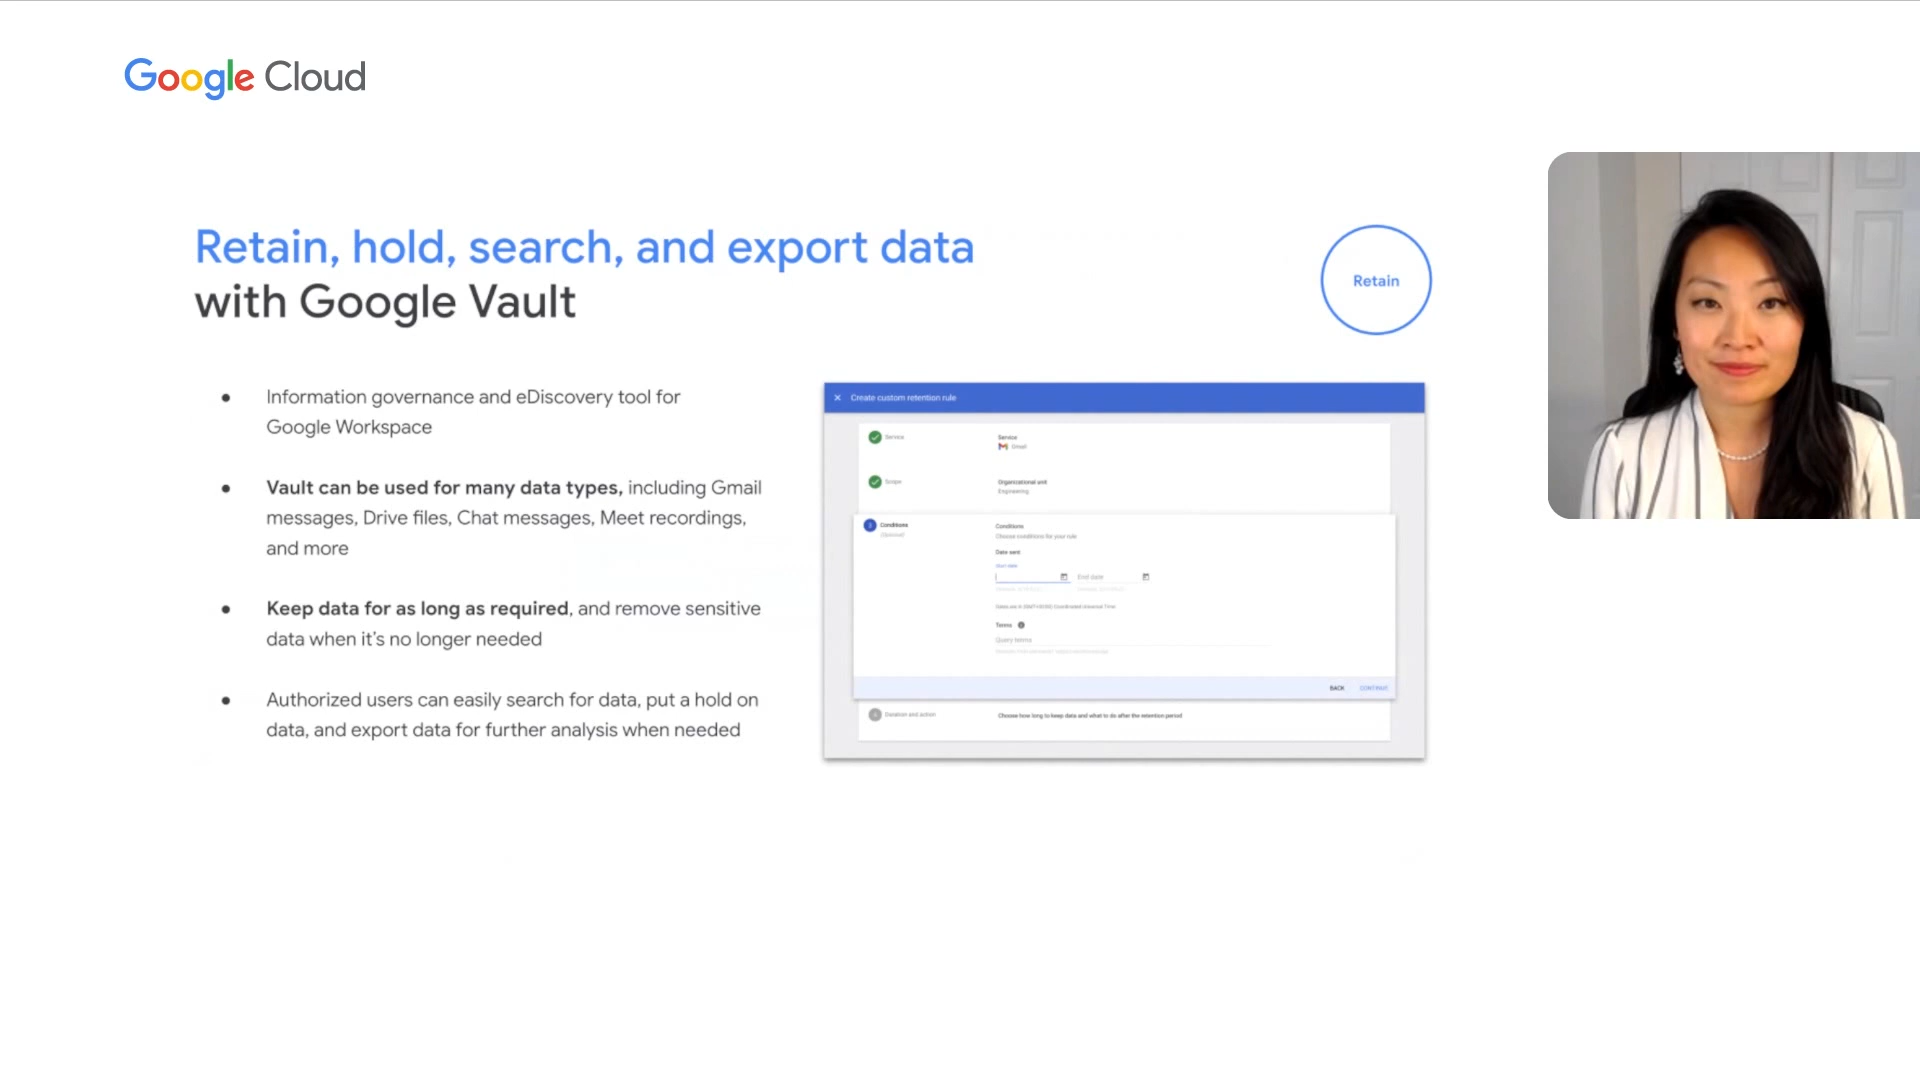 Google Cloud
Retain, hold, search, and export data
with Google Vault
Retain
● Information governance and eDiscovery tool for
Google Workspace
● Vault can be used for many data types, including Gmail
messages, Drive files, Chat messages, Meet recordings,
and more
● Keep data for as long as required, and remove sensitive
data when it's no longer needed
● Authorized users can easily search for data, put a hold on
data, and export data for further analysis when needed
Create custom retention rule
Service
Service
Gmail
Scope
Organizational unit
Engineering
3 Conditions
(Optional)
Conditions
Choose conditions for your rule
Date sent
Start date
End date
Terms
Query terms
BACK CONTINUE
Duration and action
Choose how long to keep data and what to do after the retention period